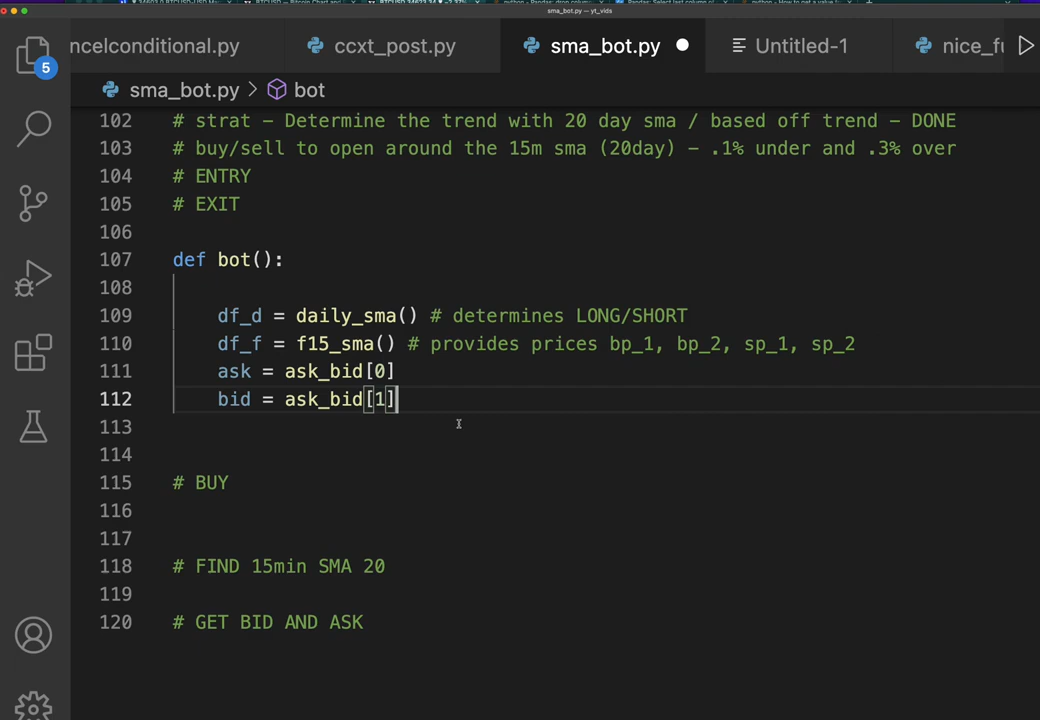 sma_bot.py — yt_vids
ncelconditional.py ccxt_post.py sma_bot.py Untitled-1 nice_fu
5
sma_bot.py > bot
102 # strat - Determine the trend with 20 day sma / based off trend - DONE
103 # buy/sell to open around the 15m sma (20day) - .1% under and .3% over
104 # ENTRY
105 # EXIT
106
107 def bot():
108
109 df_d = daily_sma() # determines LONG/SHORT
110 df_f = f15_sma() # provides prices bp_1, bp_2, sp_1, sp_2
111 ask = ask_bid[0]
112 bid = ask_bid[1]
113
114
115 # BUY
116
117
118 # FIND 15min SMA 20
119
120 # GET BID AND ASK